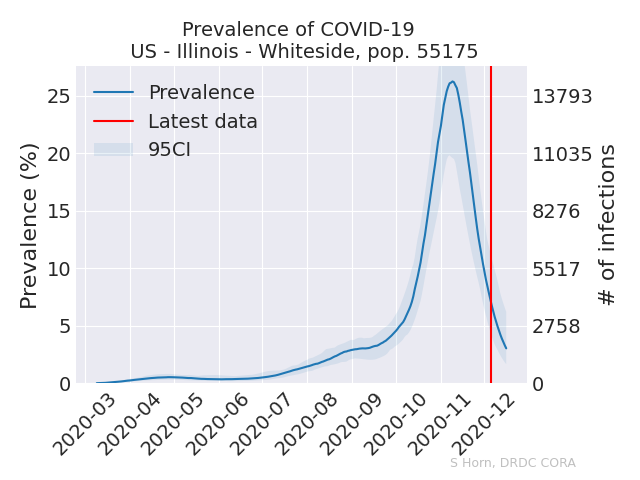 Prevalence of COVID-19
US - Illinois - Whiteside, pop. 55175
Prevalence
Latest data
95CI
Prevalence (%)
25
20
15
10
5
0
13793
11035
8276
5517
2758
0
# of infections
2020-03
2020-04
2020-05
2020-06
2020-07
2020-08
2020-09
2020-10
2020-11
2020-12
S Horn, DRDC CORA